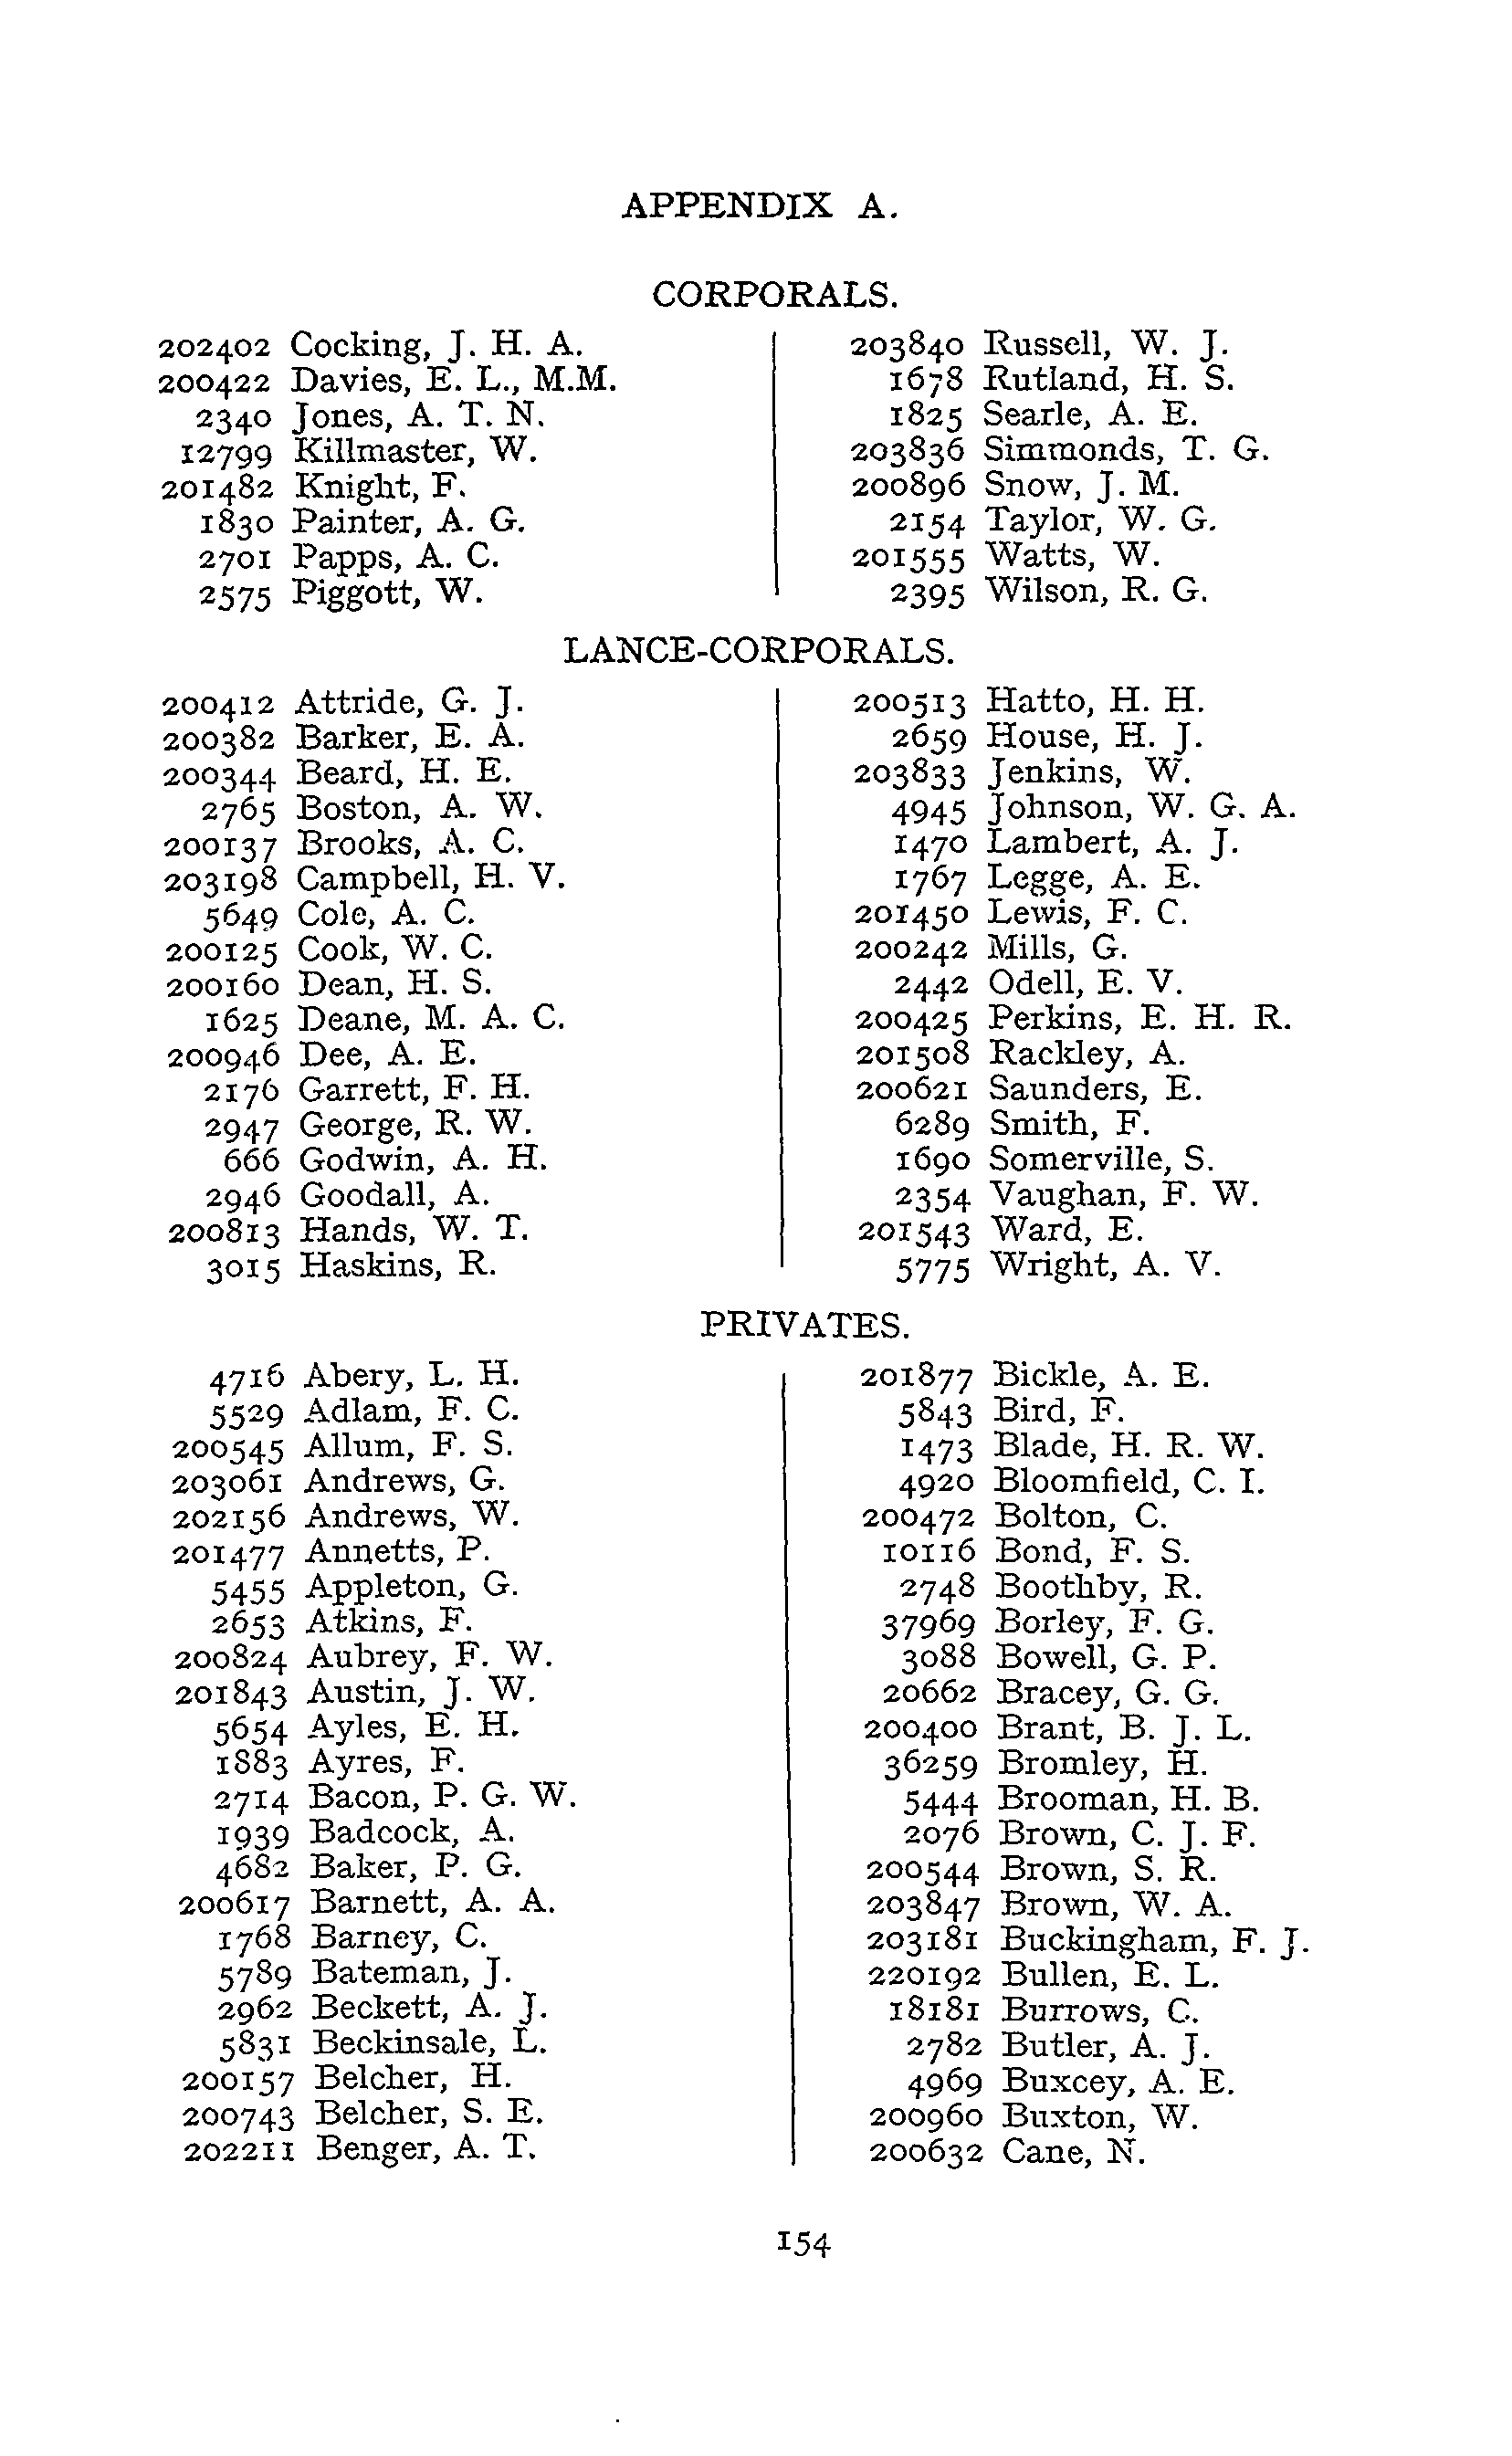 APPENDIX A.
CORPORALS.
202402 Cocking, J. H. A.
200422 Davies, E. L., M.M.
2340 Jones, A. T. N.
12799 Killmaster, W.
201482 Knight, F.
1830 Painter, A. G.
2701 Papps, A. C.
2575 Piggott, W.
203840 Russell, W. J.
1678 Rutland, H. S.
1825 Searle, A. E.
203836 Simmonds, T. G.
200896 Snow, J. M.
2154 Taylor, W. G.
201555 Watts, W.
2395 Wilson, R. G.
LANCE-CORPORALS.
200412 Attride, G. J.
200382 Barker, E. A.
200344 Beard, H. E.
2765 Boston, A. W.
200137 Brooks, A. C.
203198 Campbell, H. V.
5649 Cole, A. C.
200125 Cook, W. C.
200160 Dean, H. S.
1625 Deane, M. A. C.
200946 Dee, A. E.
2176 Garrett, F. H.
2947 George, R. W.
666 Godwin, A. H.
2946 Goodall, A.
200813 Hands, W. T.
3015 Haskins, R.
200513 Hatto, H. H.
2659 House, H. J.
203833 Jenkins, W.
4945 Johnson, W. G. A.
1470 Lambert, A. J.
1767 Legge, A. E.
201450 Lewis, F. C.
200242 Mills, G.
2442 Odell, E. V.
200425 Perkins, E. H. R.
201508 Rackley, A.
200621 Saunders, E.
6289 Smith, F.
1690 Somerville, S.
2354 Vaughan, F. W.
201543 Ward, E.
5775 Wright, A. V.
PRIVATES.
4716 Abery, L. H.
5529 Adlam, F. C.
200545 Allum, F. S.
203061 Andrews, G.
202156 Andrews, W.
201477 Annetts, P.
5455 Appleton, G.
2653 Atkins, F.
200824 Aubrey, F. W.
201843 Austin, J. W.
5654 Ayles, E. H.
1883 Ayres, F.
2714 Bacon, P. G. W.
1939 Badcock, A.
4682 Baker, P. G.
200617 Barnett, A. A.
1768 Barney, C.
5789 Bateman, J.
2962 Beckett, A. J.
5831 Beckinsale, L.
200157 Belcher, H.
200743 Belcher, S. E.
202211 Benger, A. T.
201877 Bickle, A. E.
5843 Bird, F.
1473 Blade, H. R. W.
4920 Bloomfield, C. I.
200472 Bolton, C.
10116 Bond, F. S.
2748 Boothby, R.
37969 Borley, F. G.
3088 Bowell, G. P.
20662 Bracey, G. G.
200400 Brant, B. J. L.
36259 Bromley, H.
5444 Brooman, H. B.
2076 Brown, C. J. F.
200544 Brown, S. R.
203847 Brown, W. A.
203181 Buckingham, F. J.
220192 Bullen, E. L.
18181 Burrows, C.
2782 Butler, A. J.
4969 Buxcey, A. E.
200960 Buxton, W.
200632 Cane, N.
154